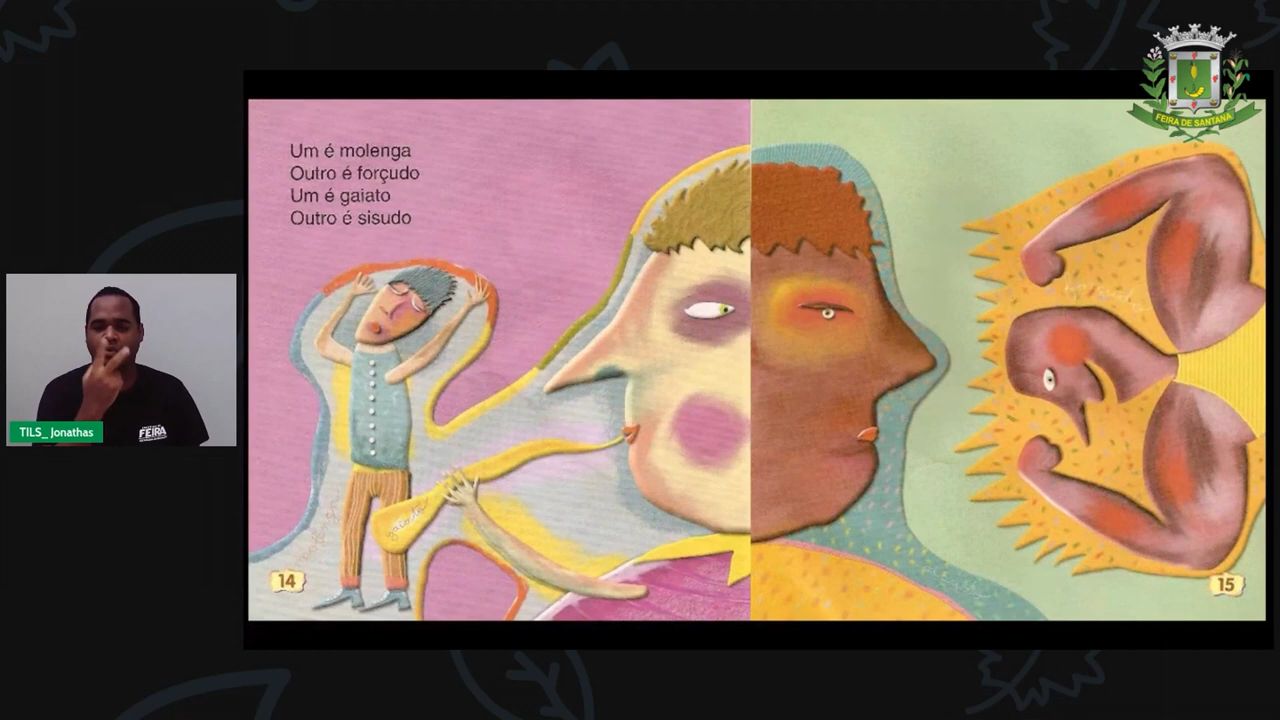 FEIRA DE SANTANA
Um é molenga
Outro é forçudo
Um é gaiato
Outro é sisudo
TILS_ Jonathas
FEIRA
14
15